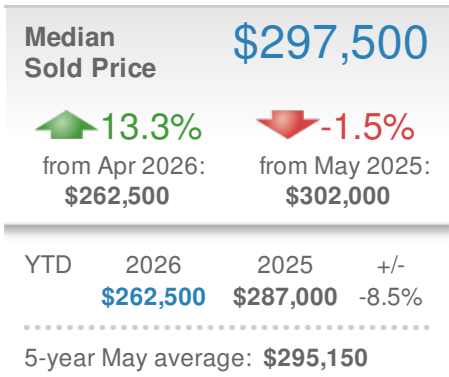 Median
Sold Price
$297,500
13.3%
from Apr 2026:
$262,500
-1.5%
from May 2025:
$302,000
YTD 2026 2025 +/-
$262,500 $287,000 -8.5%
5-year May average: $295,150